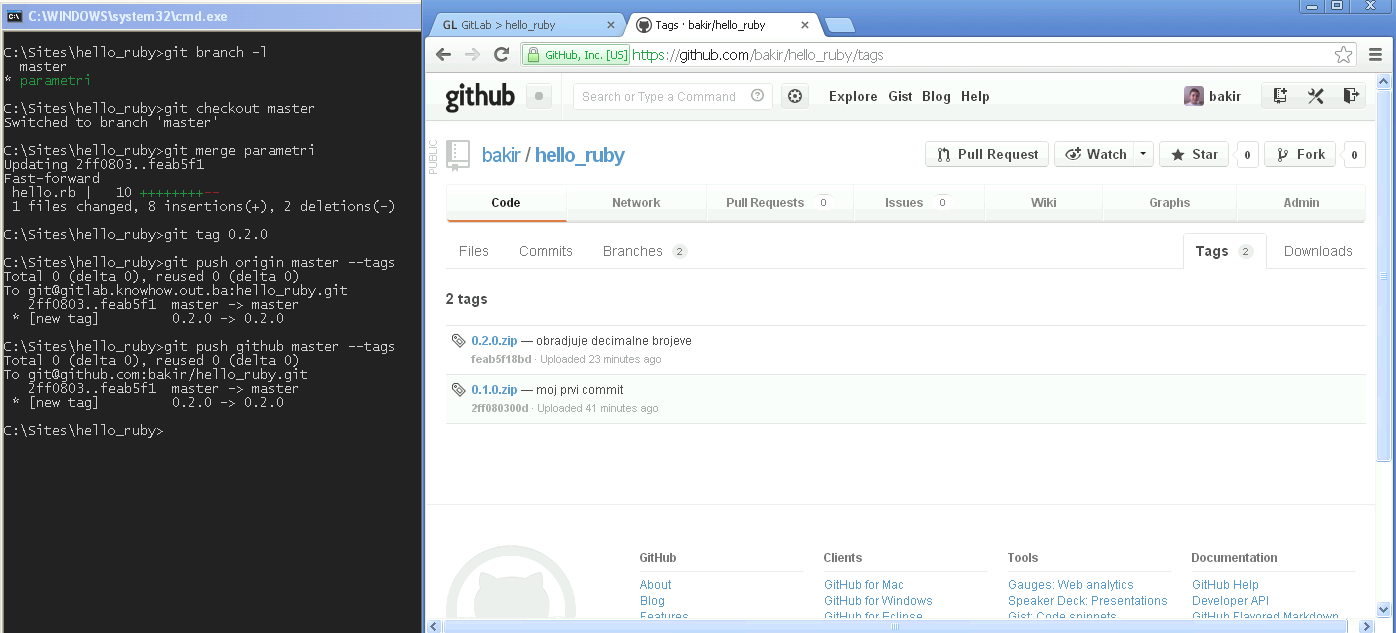 C:\WINDOWS\system32\cmd.exe
C:\Sites\hello_ruby>git branch -l
master
* parametri
C:\Sites\hello_ruby>git checkout master
Switched to branch 'master'
C:\Sites\hello_ruby>git merge parametri
Updating 2ff0803..feab5f1
Fast-forward
hello.rb |   10 ++++++++--
1 files changed, 8 insertions(+), 2 deletions(-)
C:\Sites\hello_ruby>git tag 0.2.0
C:\Sites\hello_ruby>git push origin master --tags
Total 0 (delta 0), reused 0 (delta 0)
To git@gitlab.knowhow.out.ba:hello_ruby.git
2ff0803..feab5f1  master -> master
* [new tag]         0.2.0 -> 0.2.0
C:\Sites\hello_ruby>git push github master --tags
Total 0 (delta 0), reused 0 (delta 0)
To git@github.com:bakir/hello_ruby.git
2ff0803..feab5f1  master -> master
* [new tag]         0.2.0 -> 0.2.0
C:\Sites\hello_ruby>
GL GitLab > hello_ruby
Tags · bakir/hello_ruby
GitHub, Inc. [US] https://github.com/bakir/hello_ruby/tags
github
Search or Type a Command
Explore Gist Blog Help
bakir
PUBLIC
bakir / hello_ruby
Pull Request Watch Star 0 Fork 0
Code Network Pull Requests 0 Issues 0 Wiki Graphs Admin
Files Commits Branches 2 Tags 2 Downloads
2 tags
0.2.0.zip — obradjuje decimalne brojeve
feab5f18bd · Uploaded 23 minutes ago
0.1.0.zip — moj prvi commit
2ff080300d · Uploaded 41 minutes ago
GitHub Clients Tools Documentation
About GitHub for Mac Gauges: Web analytics GitHub Help
Blog GitHub for Windows Speaker Deck: Presentations Developer API
Features GitHub for Eclipse Gist: Code snippets GitHub Flavored Markdown